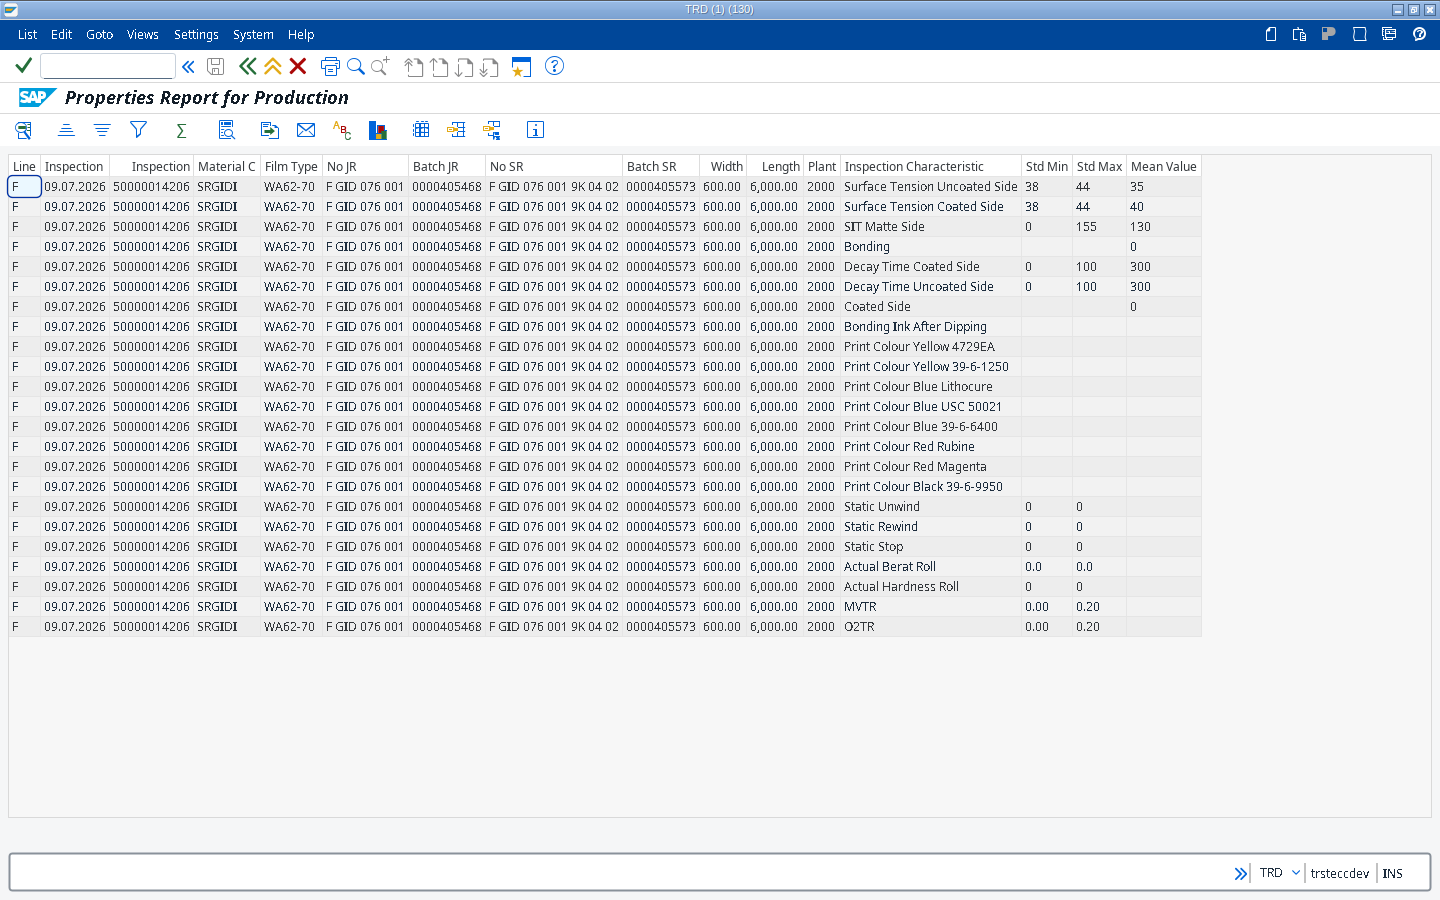 TRD (1) (130)
List Edit Goto Views Settings System Help
SAP Properties Report for Production
Line Inspection Inspection Material C Film Type No JR Batch JR No SR Batch SR Width Length Plant Inspection Characteristic Std Min Std Max Mean Value
F 09.07.2026 50000014206 SRGIDI WA62-70 F GID 076 001 0000405468 F GID 076 001 9K 04 02 0000405573 600.00 6,000.00 2000 Surface Tension Uncoated Side 38 44 35
F 09.07.2026 50000014206 SRGIDI WA62-70 F GID 076 001 0000405468 F GID 076 001 9K 04 02 0000405573 600.00 6,000.00 2000 Surface Tension Coated Side 38 44 40
F 09.07.2026 50000014206 SRGIDI WA62-70 F GID 076 001 0000405468 F GID 076 001 9K 04 02 0000405573 600.00 6,000.00 2000 SIT Matte Side 0 155 130
F 09.07.2026 50000014206 SRGIDI WA62-70 F GID 076 001 0000405468 F GID 076 001 9K 04 02 0000405573 600.00 6,000.00 2000 Bonding 0
F 09.07.2026 50000014206 SRGIDI WA62-70 F GID 076 001 0000405468 F GID 076 001 9K 04 02 0000405573 600.00 6,000.00 2000 Decay Time Coated Side 0 100 300
F 09.07.2026 50000014206 SRGIDI WA62-70 F GID 076 001 0000405468 F GID 076 001 9K 04 02 0000405573 600.00 6,000.00 2000 Decay Time Uncoated Side 0 100 300
F 09.07.2026 50000014206 SRGIDI WA62-70 F GID 076 001 0000405468 F GID 076 001 9K 04 02 0000405573 600.00 6,000.00 2000 Coated Side 0
F 09.07.2026 50000014206 SRGIDI WA62-70 F GID 076 001 0000405468 F GID 076 001 9K 04 02 0000405573 600.00 6,000.00 2000 Bonding Ink After Dipping
F 09.07.2026 50000014206 SRGIDI WA62-70 F GID 076 001 0000405468 F GID 076 001 9K 04 02 0000405573 600.00 6,000.00 2000 Print Colour Yellow 4729EA
F 09.07.2026 50000014206 SRGIDI WA62-70 F GID 076 001 0000405468 F GID 076 001 9K 04 02 0000405573 600.00 6,000.00 2000 Print Colour Yellow 39-6-1250
F 09.07.2026 50000014206 SRGIDI WA62-70 F GID 076 001 0000405468 F GID 076 001 9K 04 02 0000405573 600.00 6,000.00 2000 Print Colour Blue Lithocure
F 09.07.2026 50000014206 SRGIDI WA62-70 F GID 076 001 0000405468 F GID 076 001 9K 04 02 0000405573 600.00 6,000.00 2000 Print Colour Blue USC 50021
F 09.07.2026 50000014206 SRGIDI WA62-70 F GID 076 001 0000405468 F GID 076 001 9K 04 02 0000405573 600.00 6,000.00 2000 Print Colour Blue 39-6-6400
F 09.07.2026 50000014206 SRGIDI WA62-70 F GID 076 001 0000405468 F GID 076 001 9K 04 02 0000405573 600.00 6,000.00 2000 Print Colour Red Rubine
F 09.07.2026 50000014206 SRGIDI WA62-70 F GID 076 001 0000405468 F GID 076 001 9K 04 02 0000405573 600.00 6,000.00 2000 Print Colour Red Magenta
F 09.07.2026 50000014206 SRGIDI WA62-70 F GID 076 001 0000405468 F GID 076 001 9K 04 02 0000405573 600.00 6,000.00 2000 Print Colour Black 39-6-9950
F 09.07.2026 50000014206 SRGIDI WA62-70 F GID 076 001 0000405468 F GID 076 001 9K 04 02 0000405573 600.00 6,000.00 2000 Static Unwind 0 0
F 09.07.2026 50000014206 SRGIDI WA62-70 F GID 076 001 0000405468 F GID 076 001 9K 04 02 0000405573 600.00 6,000.00 2000 Static Rewind 0 0
F 09.07.2026 50000014206 SRGIDI WA62-70 F GID 076 001 0000405468 F GID 076 001 9K 04 02 0000405573 600.00 6,000.00 2000 Static Stop 0 0
F 09.07.2026 50000014206 SRGIDI WA62-70 F GID 076 001 0000405468 F GID 076 001 9K 04 02 0000405573 600.00 6,000.00 2000 Actual Berat Roll 0.0 0.0
F 09.07.2026 50000014206 SRGIDI WA62-70 F GID 076 001 0000405468 F GID 076 001 9K 04 02 0000405573 600.00 6,000.00 2000 Actual Hardness Roll 0 0
F 09.07.2026 50000014206 SRGIDI WA62-70 F GID 076 001 0000405468 F GID 076 001 9K 04 02 0000405573 600.00 6,000.00 2000 MVTR 0.00 0.20
F 09.07.2026 50000014206 SRGIDI WA62-70 F GID 076 001 0000405468 F GID 076 001 9K 04 02 0000405573 600.00 6,000.00 2000 O2TR 0.00 0.20
TRD trsteccdev INS